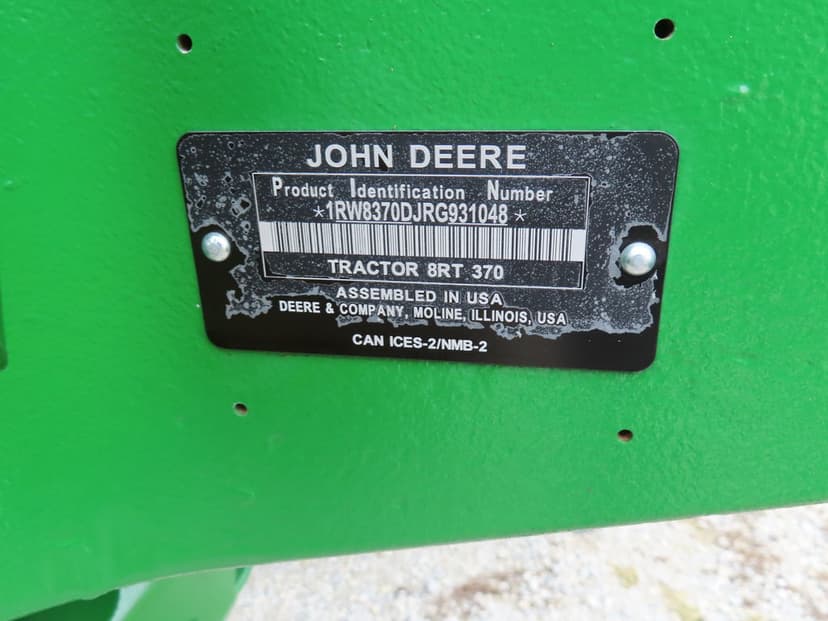 JOHN DEERE
Product Identification Number
*1RW8370DJRG931048*
TRACTOR 8RT 370
ASSEMBLED IN USA
DEERE & COMPANY, MOLINE, ILLINOIS, USA
CAN ICES-2/NMB-2